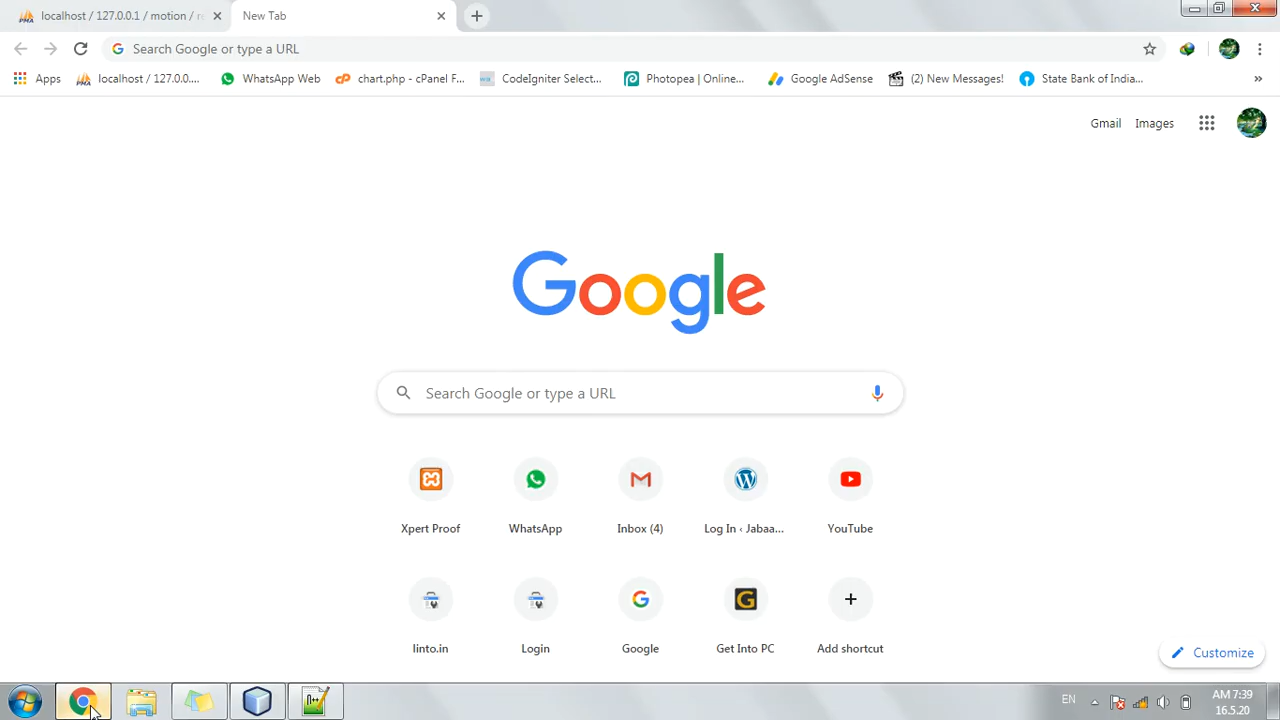 localhost / 127.0.0.1 / motion / re
New Tab
Search Google or type a URL
Apps
localhost / 127.0.0....
WhatsApp Web
chart.php - cPanel F...
CodeIgniter Select...
Photopea | Online...
Google AdSense
(2) New Messages!
State Bank of India...
»
Gmail
Images
Google
Search Google or type a URL
Xpert Proof
WhatsApp
Inbox (4)
Log In ‹ Jabaa...
YouTube
linto.in
Login
Google
Get Into PC
Add shortcut
Customize
EN
AM 7:39
16.5.20